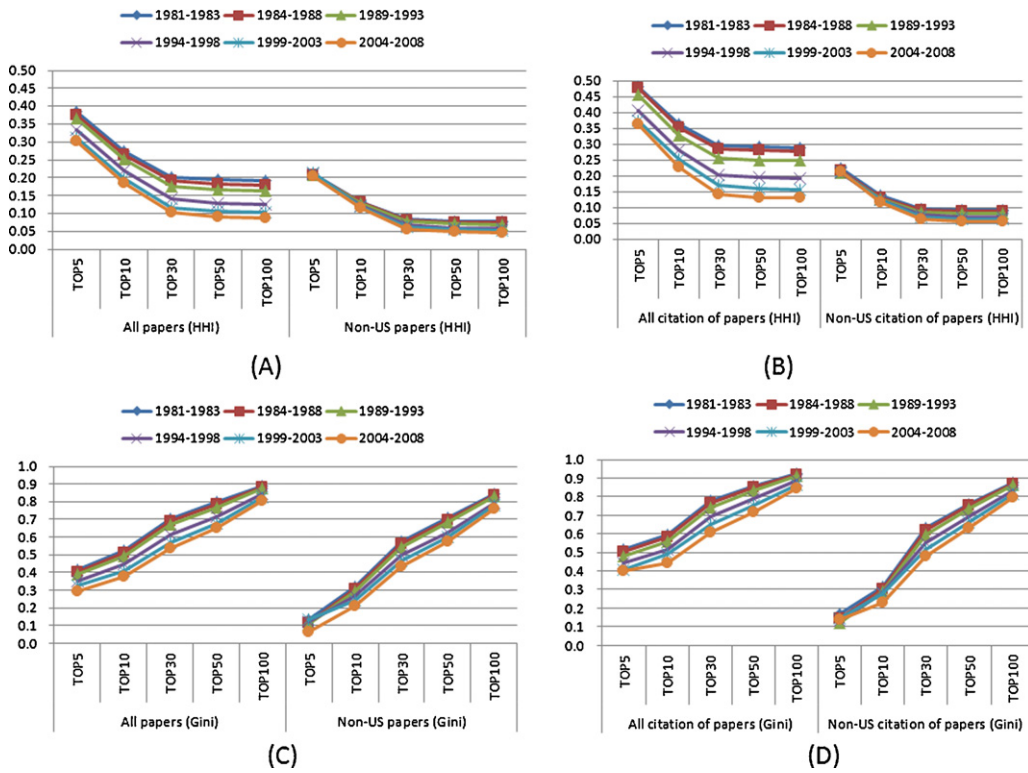 1981-1983 1984-1988 1989-1993
1994-1998 1999-2003 2004-2008
0.50
0.45
0.40
0.35
0.30
0.25
0.20
0.15
0.10
0.05
0.00
TOP5 TOP10 TOP30 TOP50 TOP100 TOP5 TOP10 TOP30 TOP50 TOP100
All papers (HHI) Non-US papers (HHI)
(A)
1981-1983 1984-1988 1989-1993
1994-1998 1999-2003 2004-2008
0.50
0.45
0.40
0.35
0.30
0.25
0.20
0.15
0.10
0.05
0.00
TOP5 TOP10 TOP30 TOP50 TOP100 TOP5 TOP10 TOP30 TOP50 TOP100
All citation of papers (HHI) Non-US citation of papers (HHI)
(B)
1981-1983 1984-1988 1989-1993
1994-1998 1999-2003 2004-2008
1.0
0.9
0.8
0.7
0.6
0.5
0.4
0.3
0.2
0.1
0.0
TOP5 TOP10 TOP30 TOP50 TOP100 TOP5 TOP10 TOP30 TOP50 TOP100
All papers (Gini) Non-US papers (Gini)
(C)
1981-1983 1984-1988 1989-1993
1994-1998 1999-2003 2004-2008
1.0
0.9
0.8
0.7
0.6
0.5
0.4
0.3
0.2
0.1
0.0
TOP5 TOP10 TOP30 TOP50 TOP100 TOP5 TOP10 TOP30 TOP50 TOP100
All citation of papers (Gini) Non-US citation of papers (Gini)
(D)